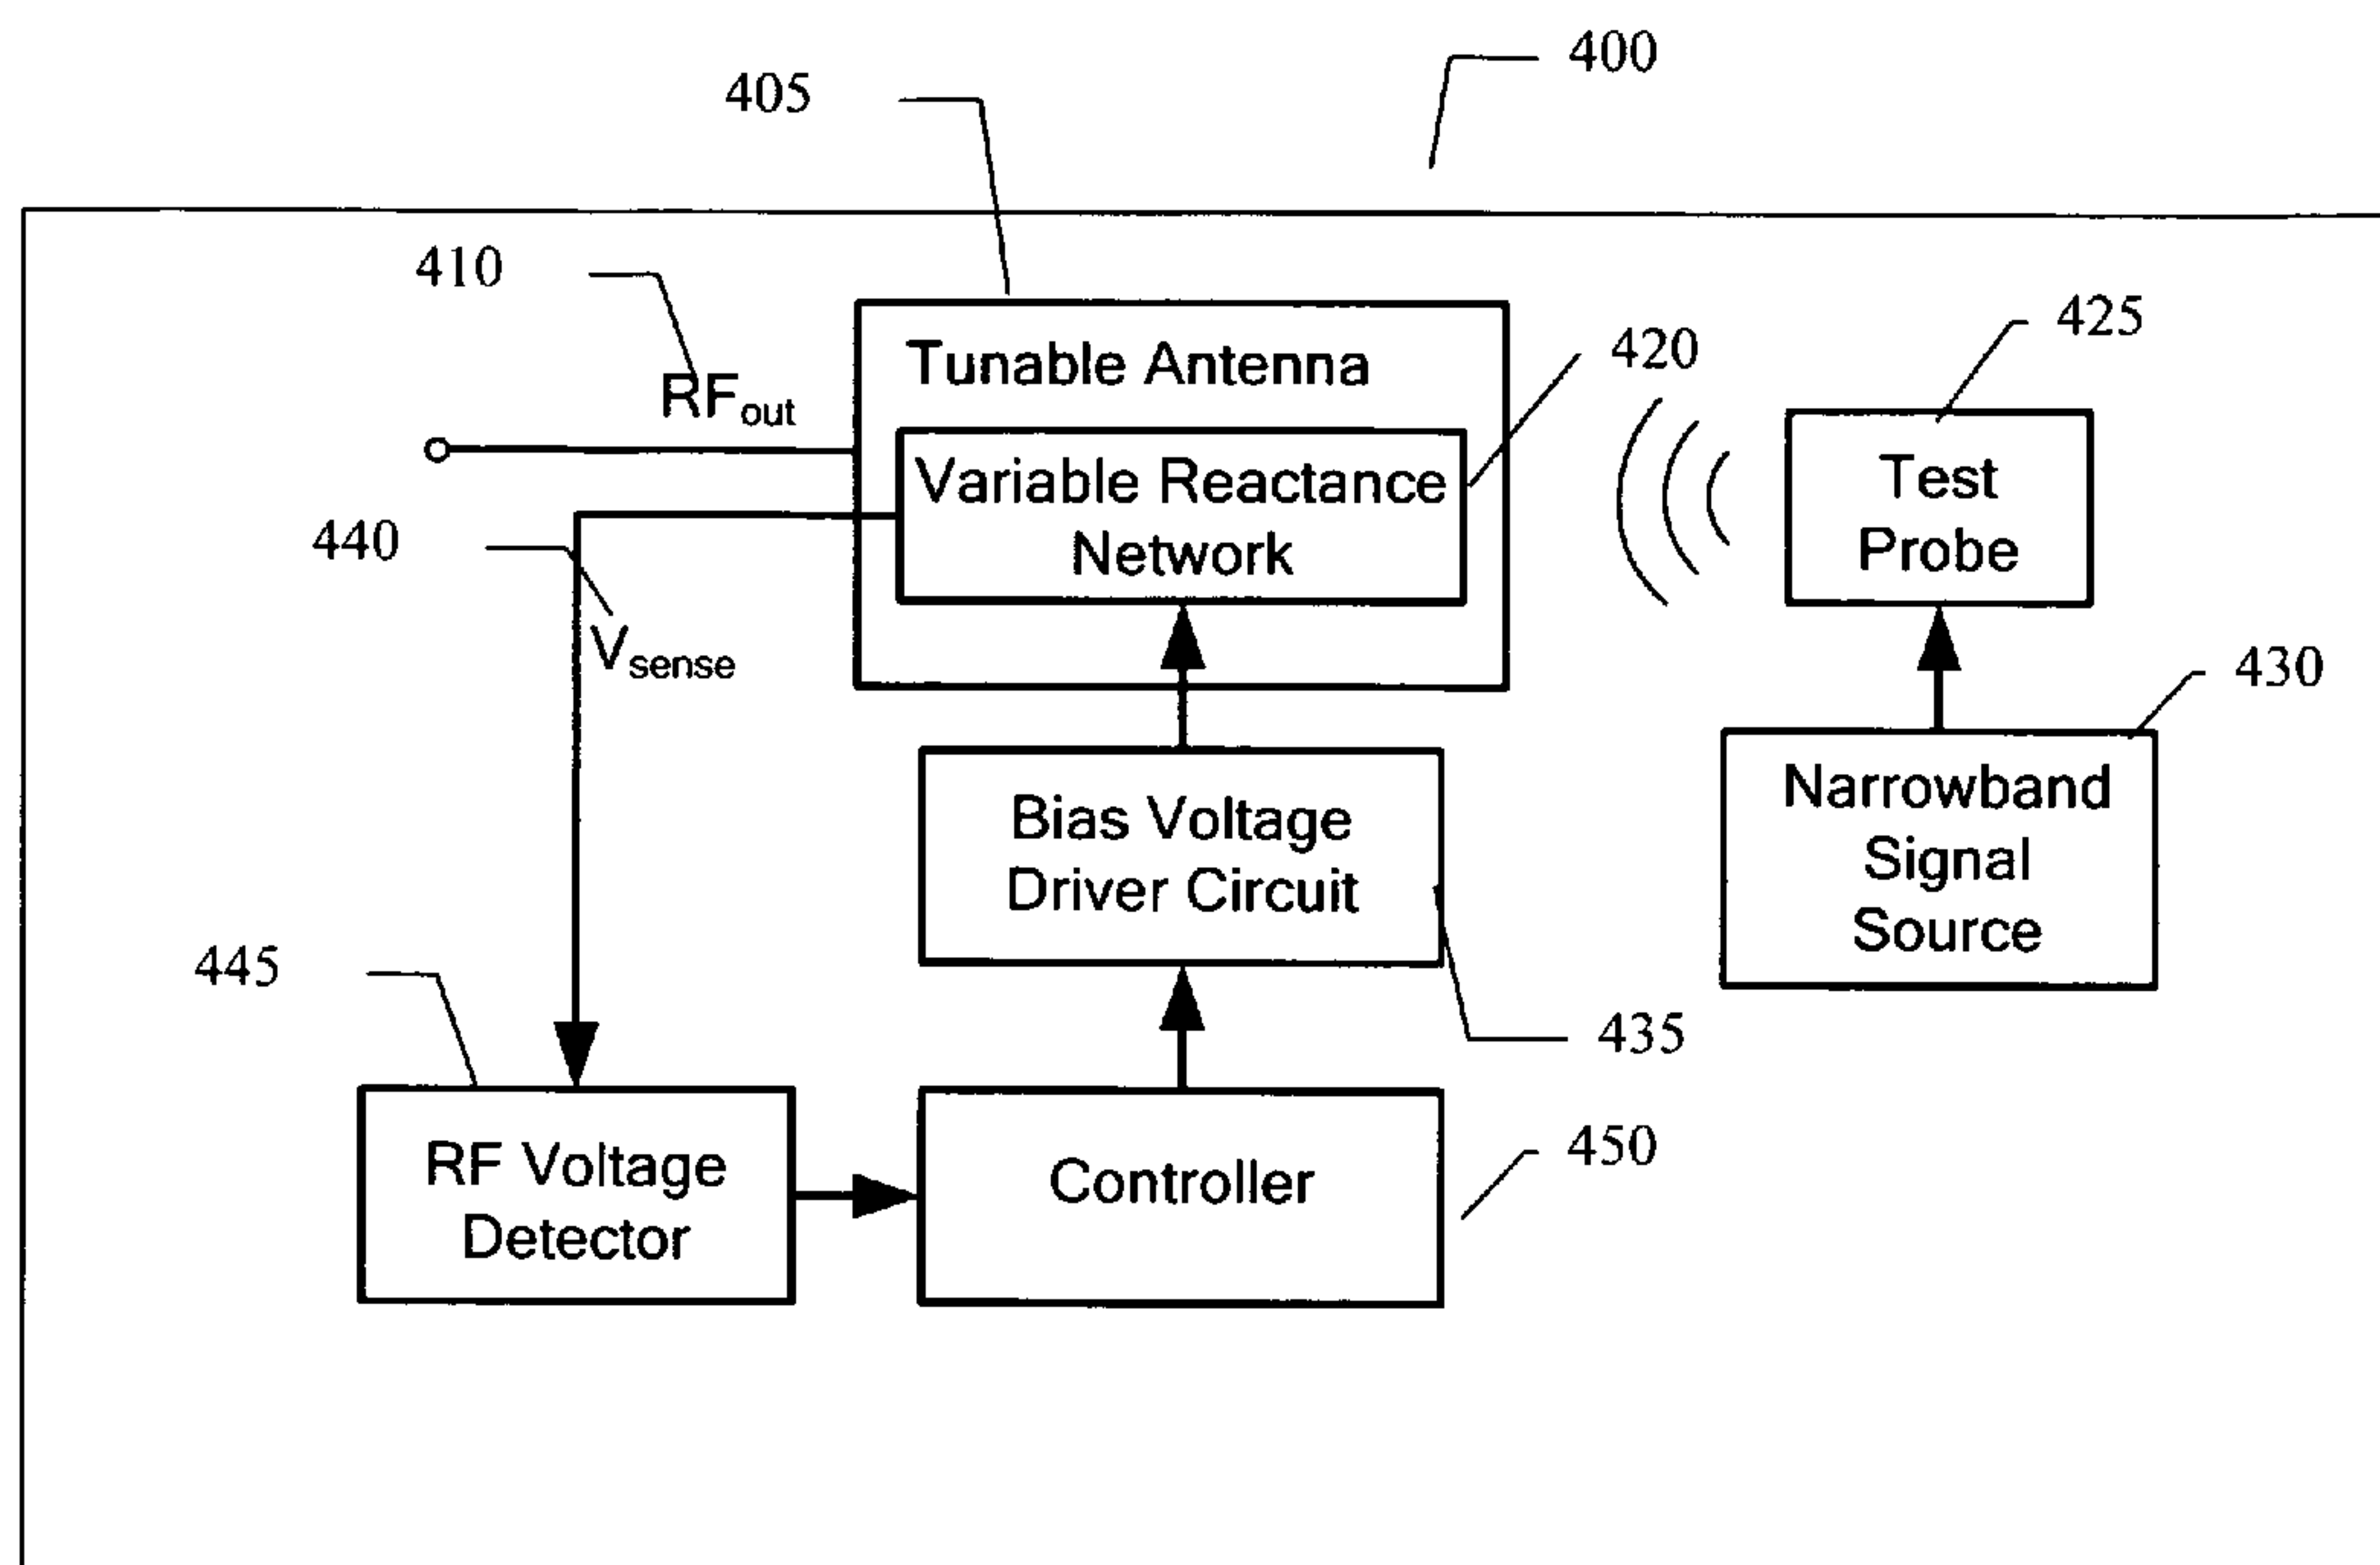 400
405
410
RFout
Tunable Antenna
420
425
Variable Reactance
Network
Test
Probe
440
Vsense
430
Bias Voltage
Driver Circuit
Narrowband
Signal
Source
445
435
RF Voltage
Detector
Controller
450